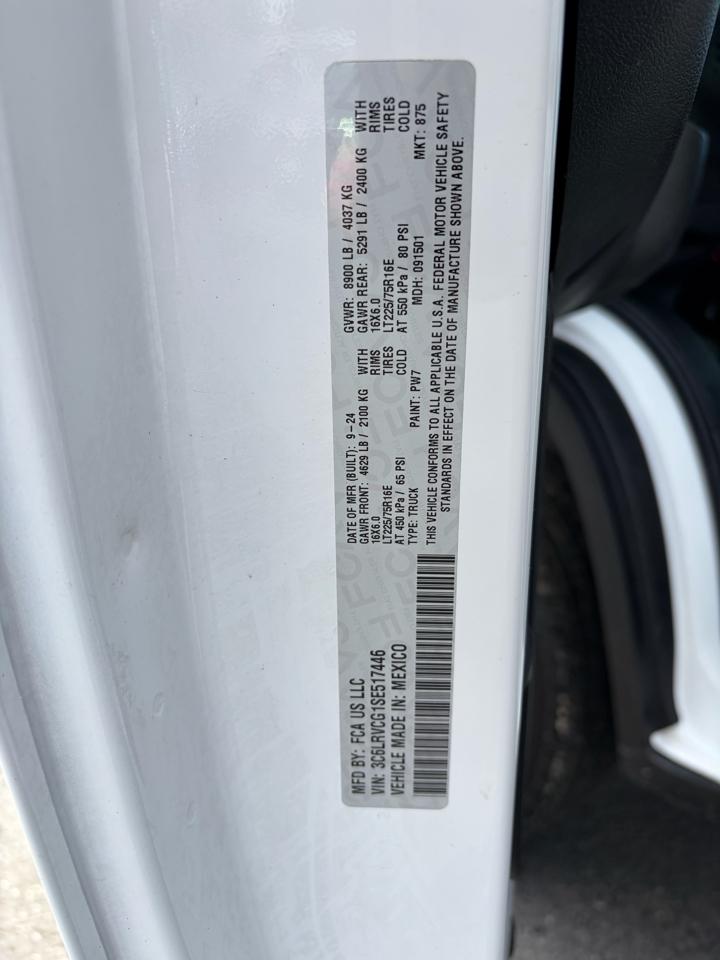 MFD BY: FCA US LLC
VIN: 3C6LRVCG1SE517446
VEHICLE MADE IN: MEXICO
DATE OF MFR (BUILT): 9-24 GVWR: 8900 LB / 4037 KG
GAWR FRONT: 4629 LB / 2100 KG WITH GAWR REAR: 5291 LB / 2400 KG WITH
16X6.0 RIMS 16X6.0 RIMS
LT225/75R16E TIRES LT225/75R16E TIRES
AT 450 kPa / 65 PSI COLD AT 550 kPa / 80 PSI COLD
TYPE: TRUCK PAINT: PW7 MDH: 091501 MKT: 875
THIS VEHICLE CONFORMS TO ALL APPLICABLE U.S.A. FEDERAL MOTOR VEHICLE SAFETY
STANDARDS IN EFFECT ON THE DATE OF MANUFACTURE SHOWN ABOVE.